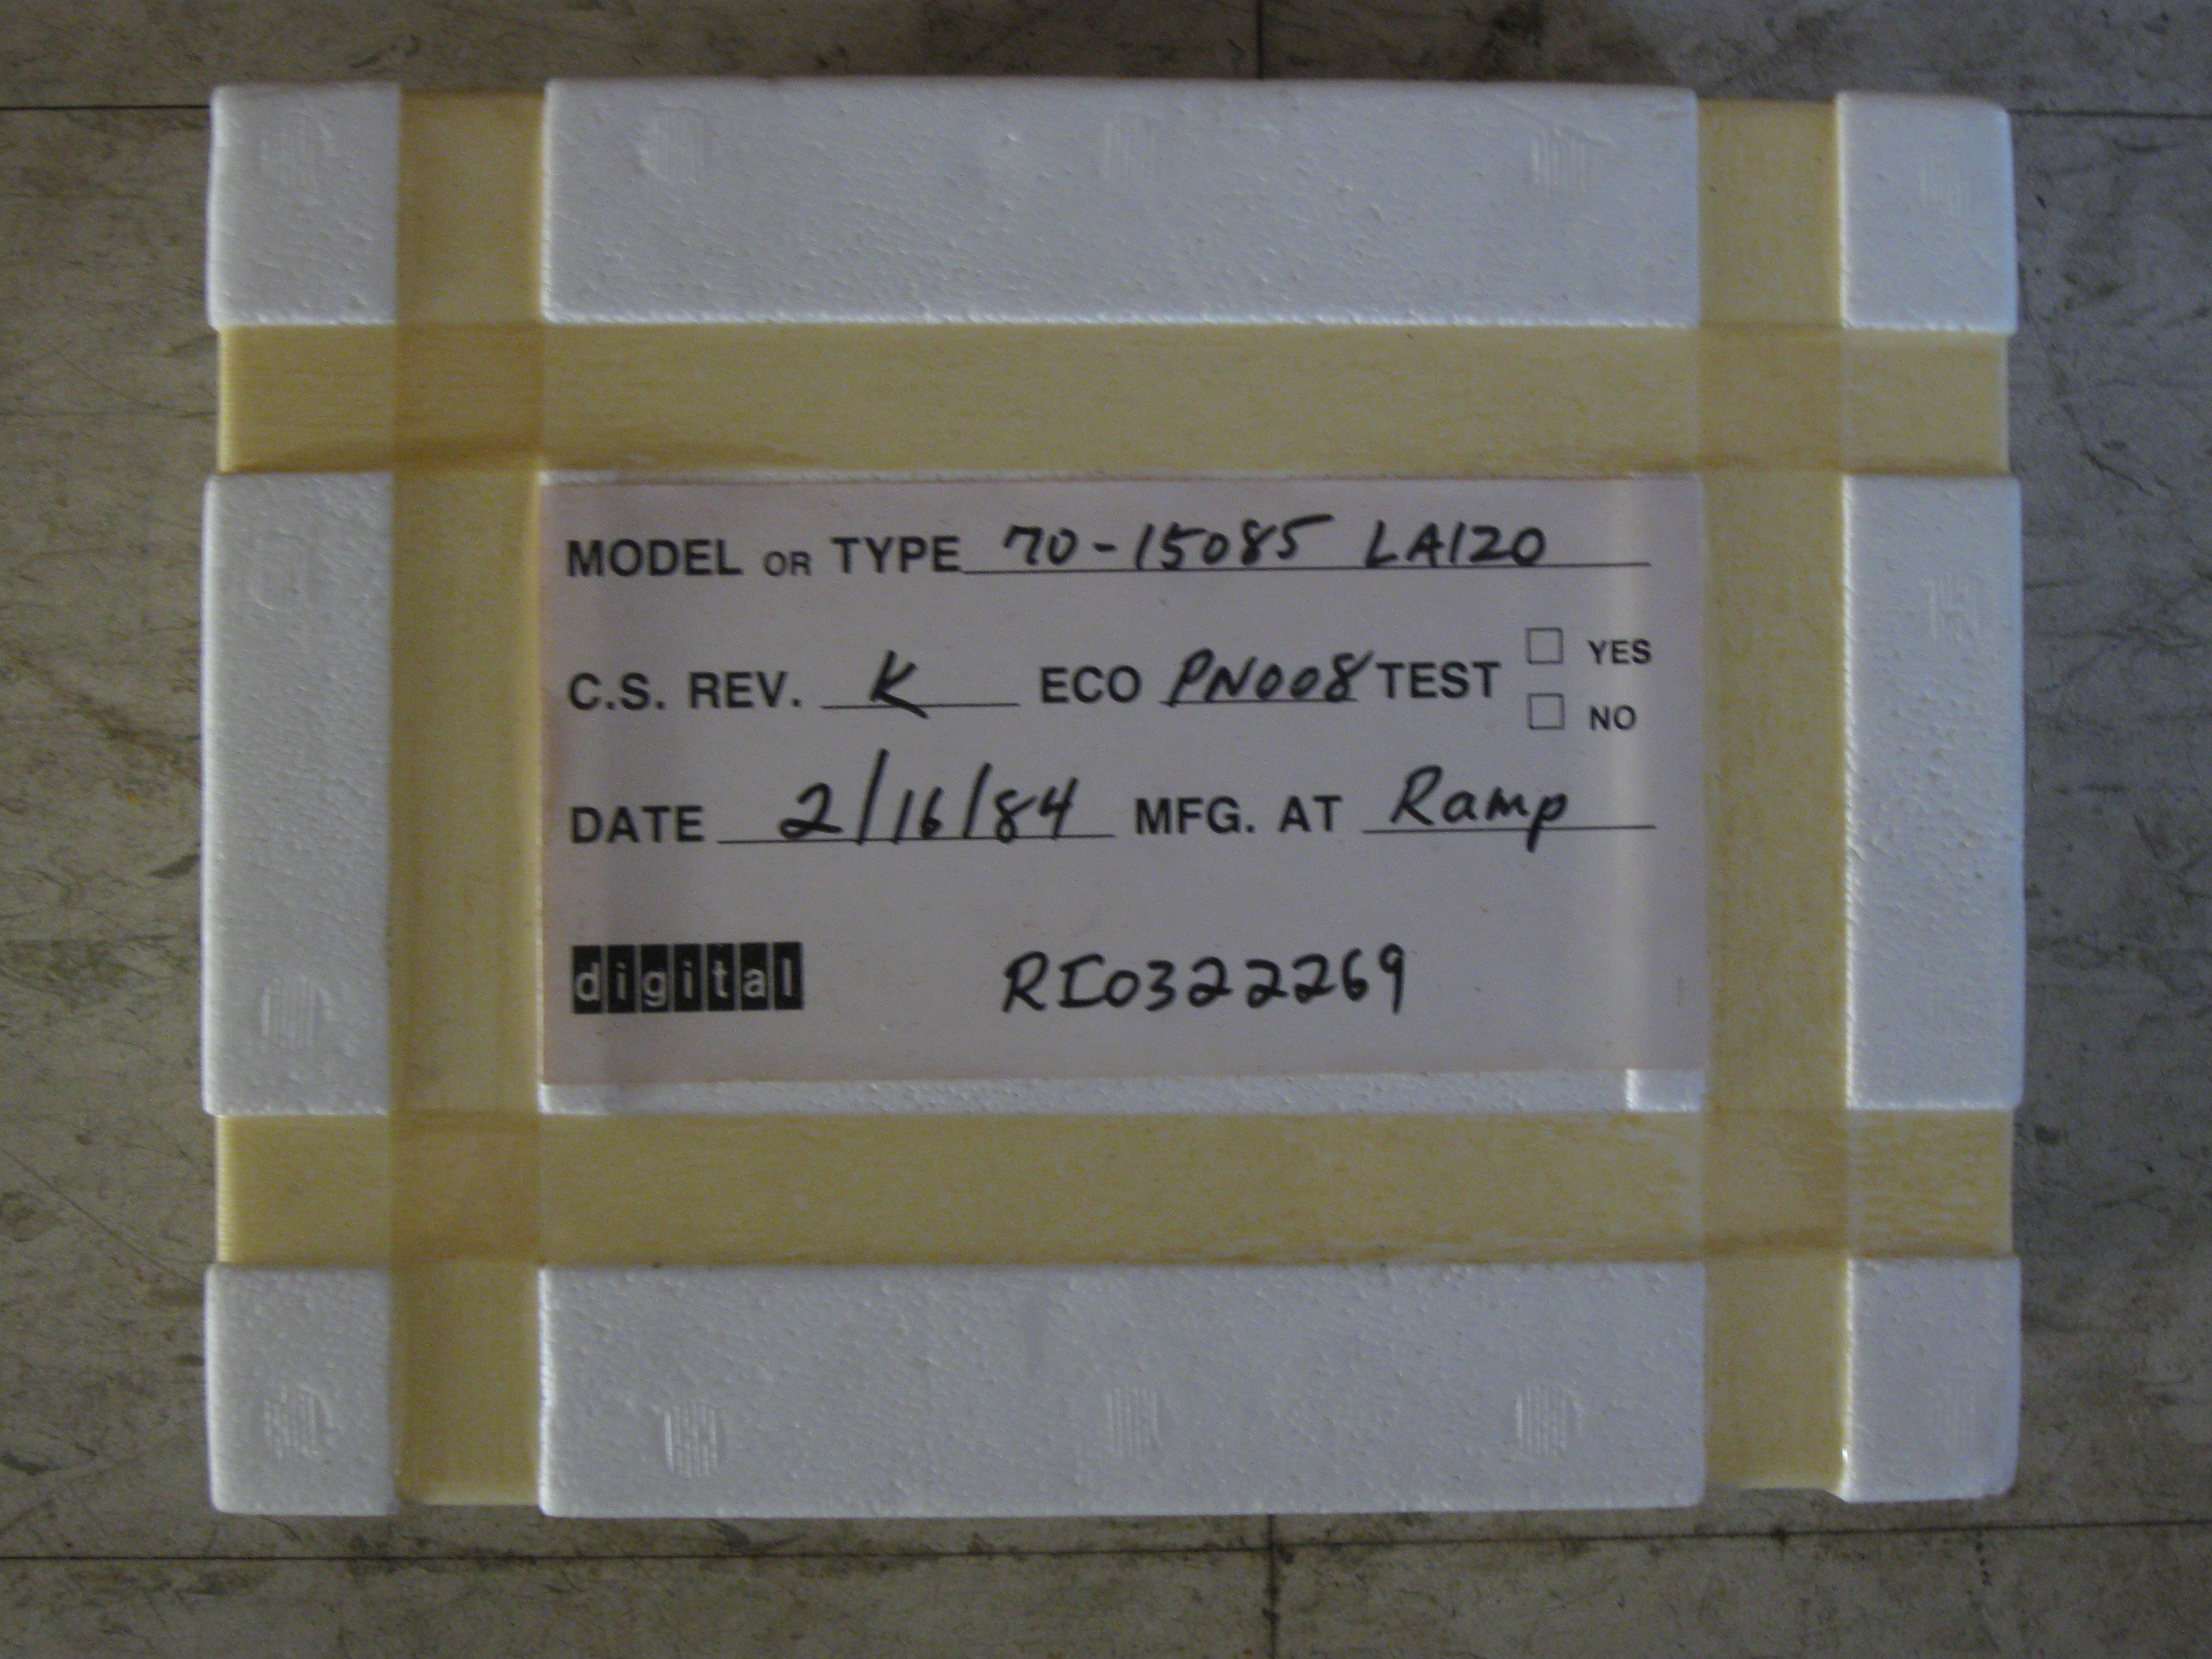 MODEL OR TYPE 70-15085 LA120
C.S. REV. K ECO PN008 TEST ☐ YES
☐ NO
DATE 2/16/84 MFG. AT Ramp
digital RI0322269